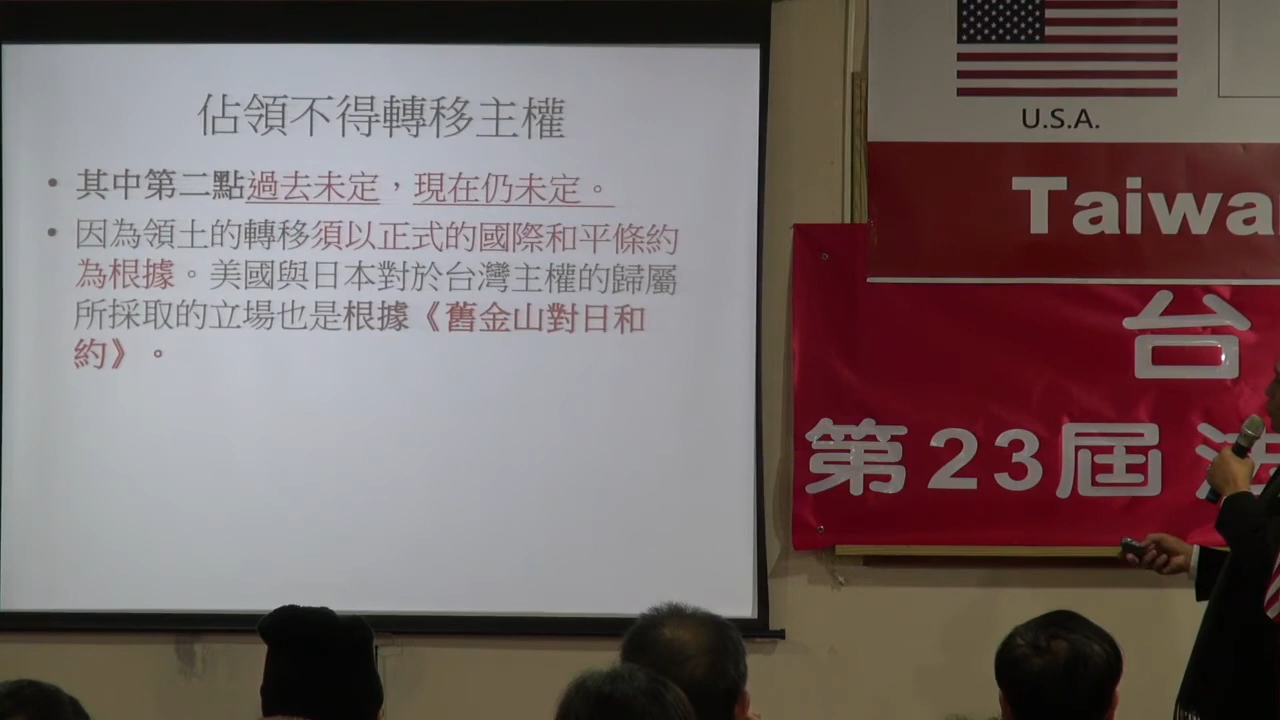 佔領不得轉移主權
• 其中第二點過去未定，現在仍未定。
• 因為領土的轉移須以正式的國際和平條約
為根據。美國與日本對於台灣主權的歸屬
所採取的立場也是根據《舊金山對日和
約》。
U.S.A.
Taiwa
台
第23屆 法